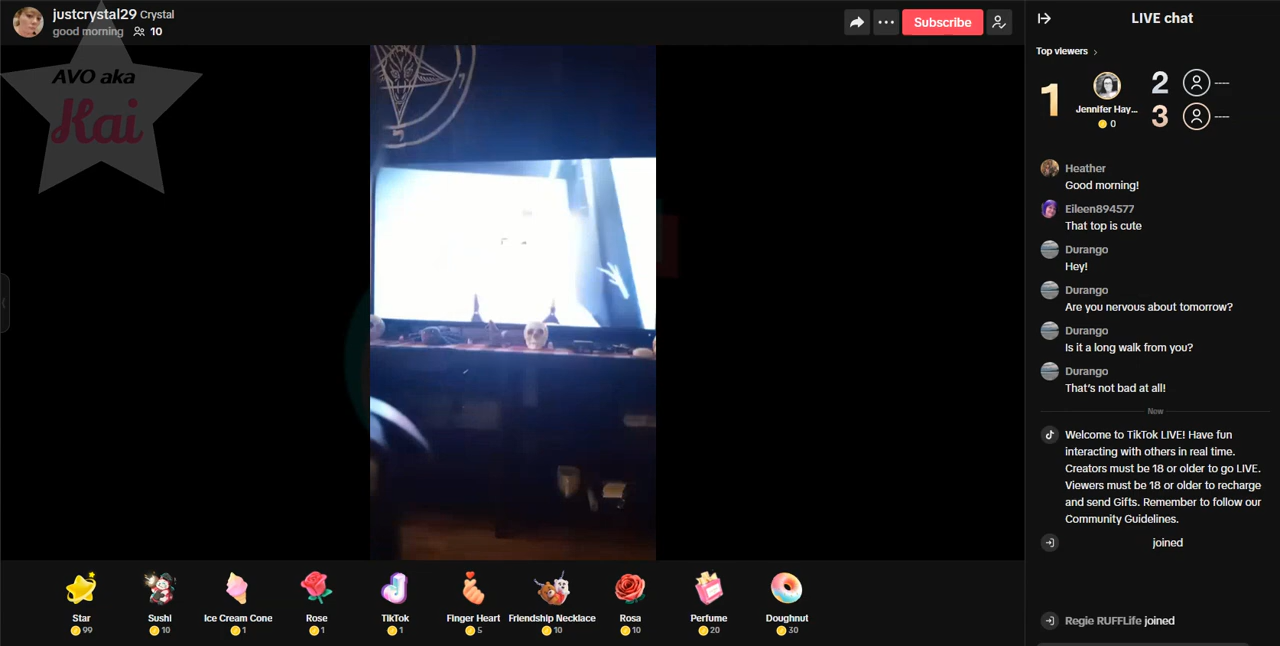 justcrystal29 Crystal
good morning 10
Subscribe
LIVE chat
AVO aka
Kai
Top viewers
1
Jennifer Hay...
0
2 ----
3 ----
Heather
Good morning!
Eileen894577
That top is cute
Durango
Hey!
Durango
Are you nervous about tomorrow?
Durango
Is it a long walk from you?
Durango
That's not bad at all!
Now
Welcome to TikTok LIVE! Have fun
interacting with others in real time.
Creators must be 18 or older to go LIVE.
Viewers must be 18 or older to recharge
and send Gifts. Remember to follow our
Community Guidelines.
joined
Regie RUFFLife joined
Star Sushi Ice Cream Cone Rose TikTok Finger Heart Friendship Necklace Rosa Perfume Doughnut
99 10 1 1 1 5 10 10 20 30